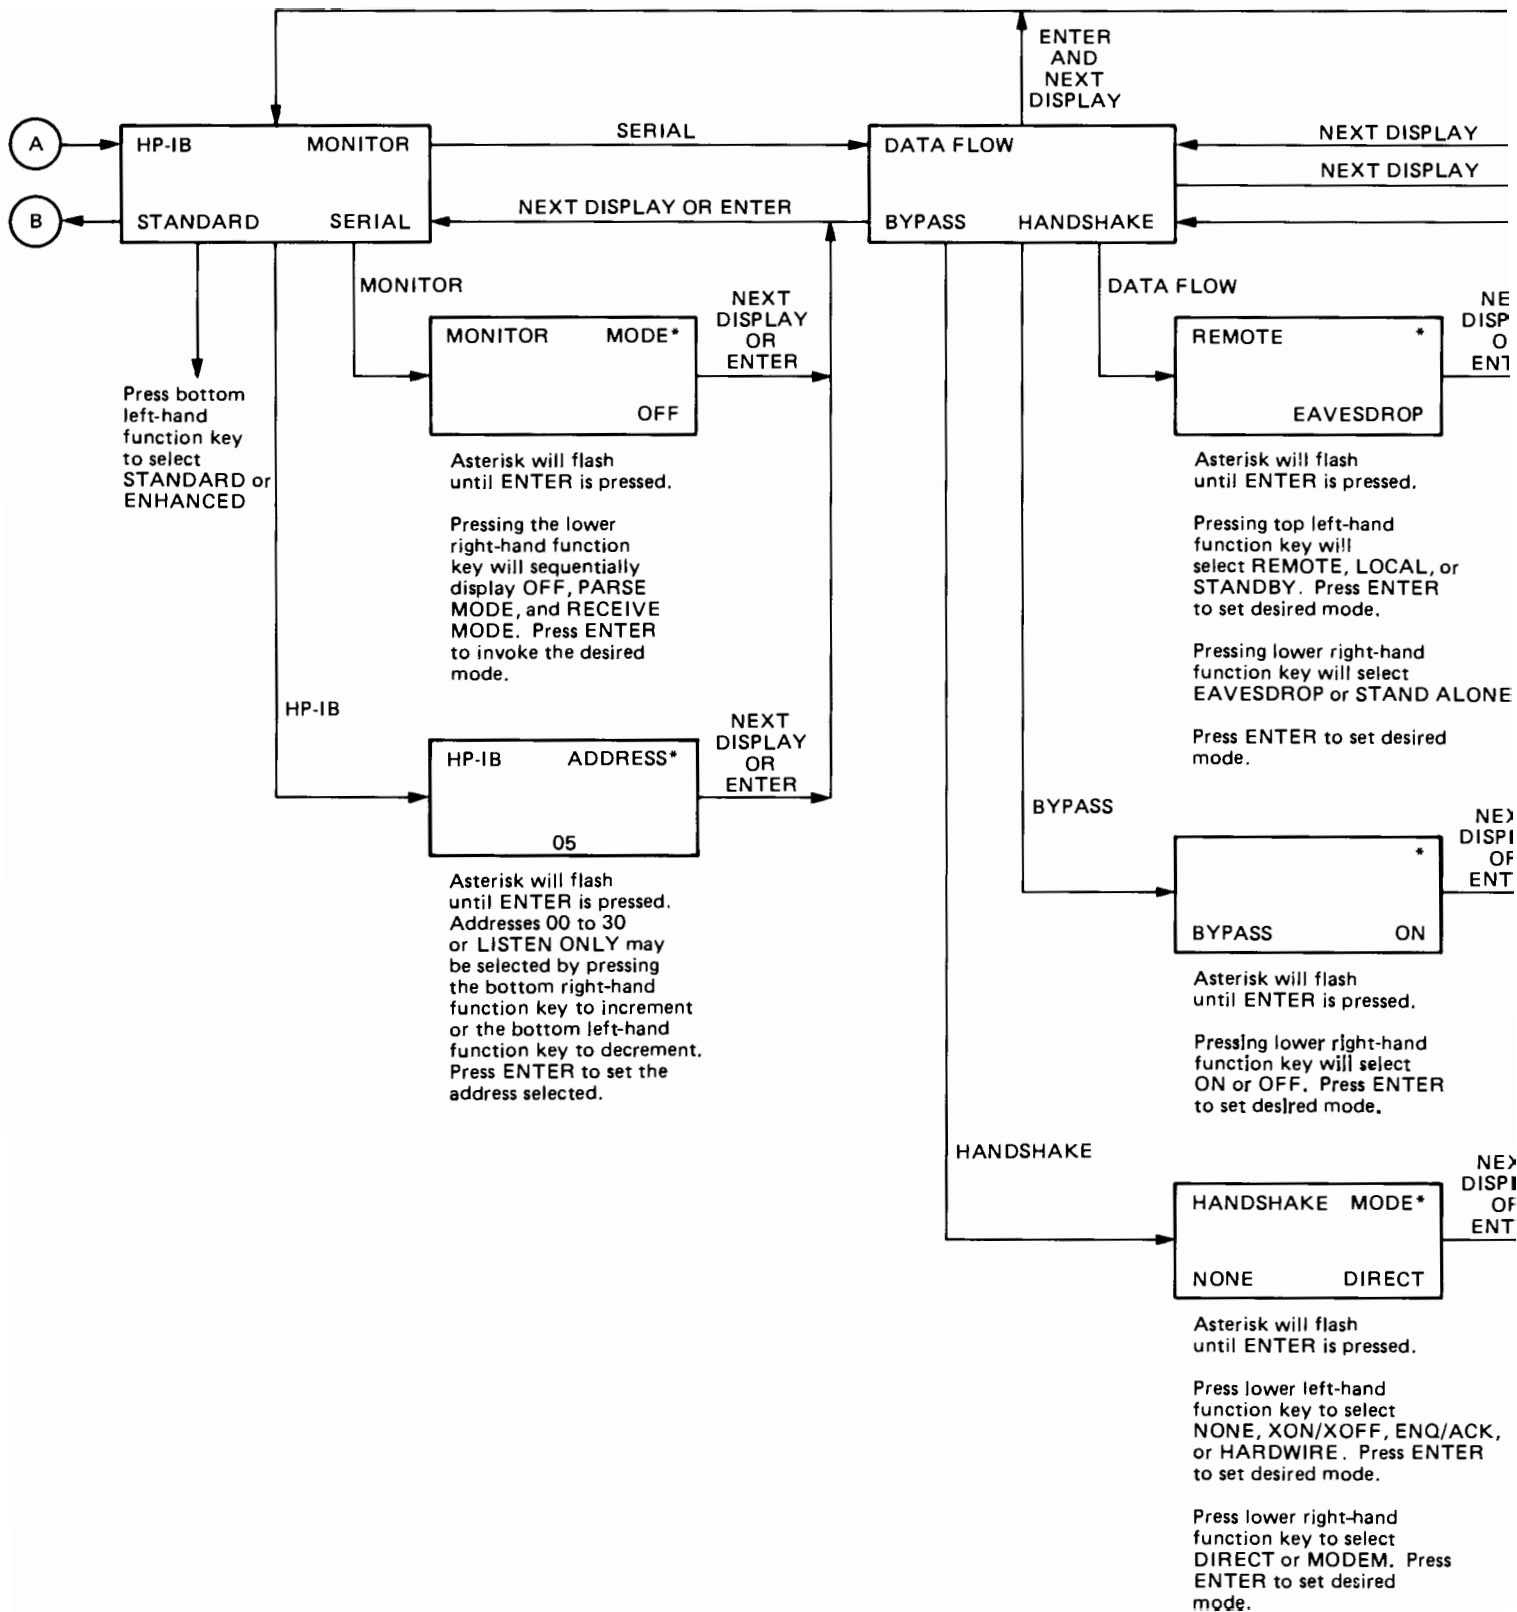 ENTER
AND
NEXT
DISPLAY
A
HP-IB MONITOR
STANDARD SERIAL
B
SERIAL
NEXT DISPLAY OR ENTER
DATA FLOW
BYPASS HANDSHAKE
NEXT DISPLAY
NEXT DISPLAY
Press bottom
left-hand
function key
to select
STANDARD or
ENHANCED
MONITOR
MONITOR MODE*
OFF
NEXT
DISPLAY
OR
ENTER
Asterisk will flash
until ENTER is pressed.
Pressing the lower
right-hand function
key will sequentially
display OFF, PARSE
MODE, and RECEIVE
MODE. Press ENTER
to invoke the desired
mode.
HP-IB
HP-IB ADDRESS*
05
NEXT
DISPLAY
OR
ENTER
Asterisk will flash
until ENTER is pressed.
Addresses 00 to 30
or LISTEN ONLY may
be selected by pressing
the bottom right-hand
function key to increment
or the bottom left-hand
function key to decrement.
Press ENTER to set the
address selected.
DATA FLOW
REMOTE *
EAVESDROP
NE
DISP
O
ENT
Asterisk will flash
until ENTER is pressed.
Pressing top left-hand
function key will
select REMOTE, LOCAL, or
STANDBY. Press ENTER
to set desired mode.
Pressing lower right-hand
function key will select
EAVESDROP or STAND ALONE
Press ENTER to set desired
mode.
BYPASS
*
BYPASS ON
NEX
DISPL
OR
ENT
Asterisk will flash
until ENTER is pressed.
Pressing lower right-hand
function key will select
ON or OFF. Press ENTER
to set desired mode.
HANDSHAKE
HANDSHAKE MODE*
NONE DIRECT
NEX
DISPL
OR
ENT
Asterisk will flash
until ENTER is pressed.
Press lower left-hand
function key to select
NONE, XON/XOFF, ENQ/ACK,
or HARDWIRE. Press ENTER
to set desired mode.
Press lower right-hand
function key to select
DIRECT or MODEM. Press
ENTER to set desired
mode.